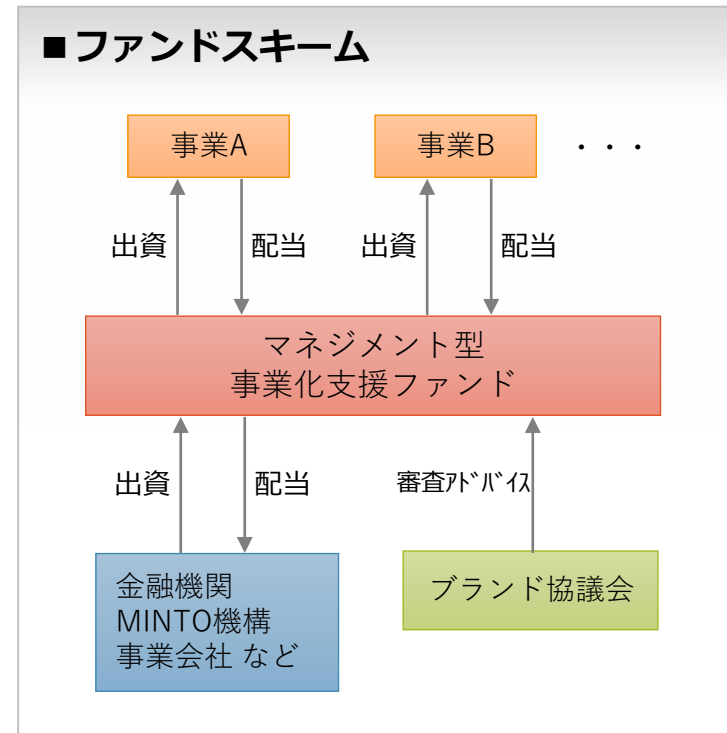 ■ファンドスキーム
事業A
事業B
・・・
出資
配当
出資
配当
マネジメント型
事業化支援ファンド
出資
配当
審査ｱﾄﾞﾊﾞｲｽ
金融機関
MINTO機構
事業会社 など
ブランド協議会